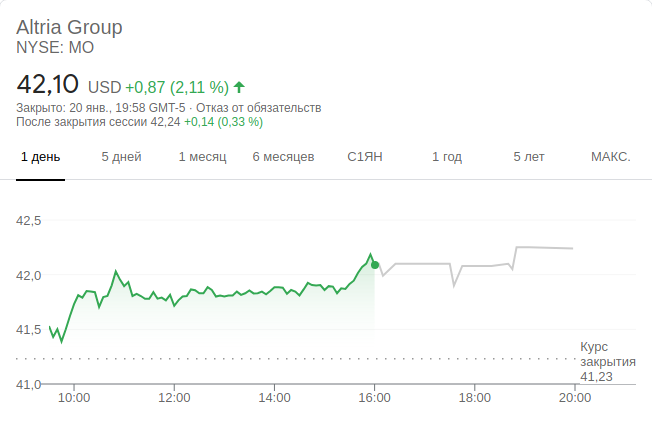 Altria Group
NYSE: MO
42,10 USD +0,87 (2,11 %)
Закрыто: 20 янв., 19:58 GMT-5 · Отказ от обязательств
После закрытия сессии 42,24 +0,14 (0,33 %)
1 день 5 дней 1 месяц 6 месяцев С1ЯН 1 год 5 лет МАКС.
42,5
42,0
41,5
Курс
закрытия
41,23
41,0
10:00 12:00 14:00 16:00 18:00 20:00